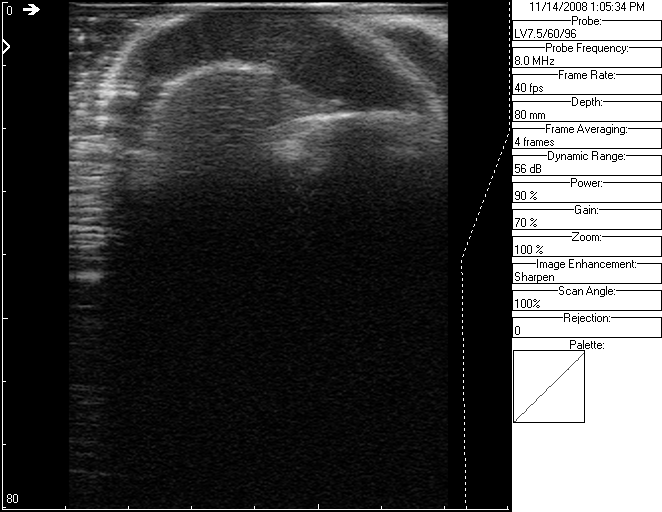 0
80
11/14/2008 1:05:34 PM
Probe:
LV7.5/60/96
Probe Frequency:
8.0 MHz
Frame Rate:
40 fps
Depth:
80 mm
Frame Averaging:
4 frames
Dynamic Range:
56 dB
Power:
90 %
Gain:
70 %
Zoom:
100 %
Image Enhancement:
Sharpen
Scan Angle:
100%
Rejection:
0
Palette: